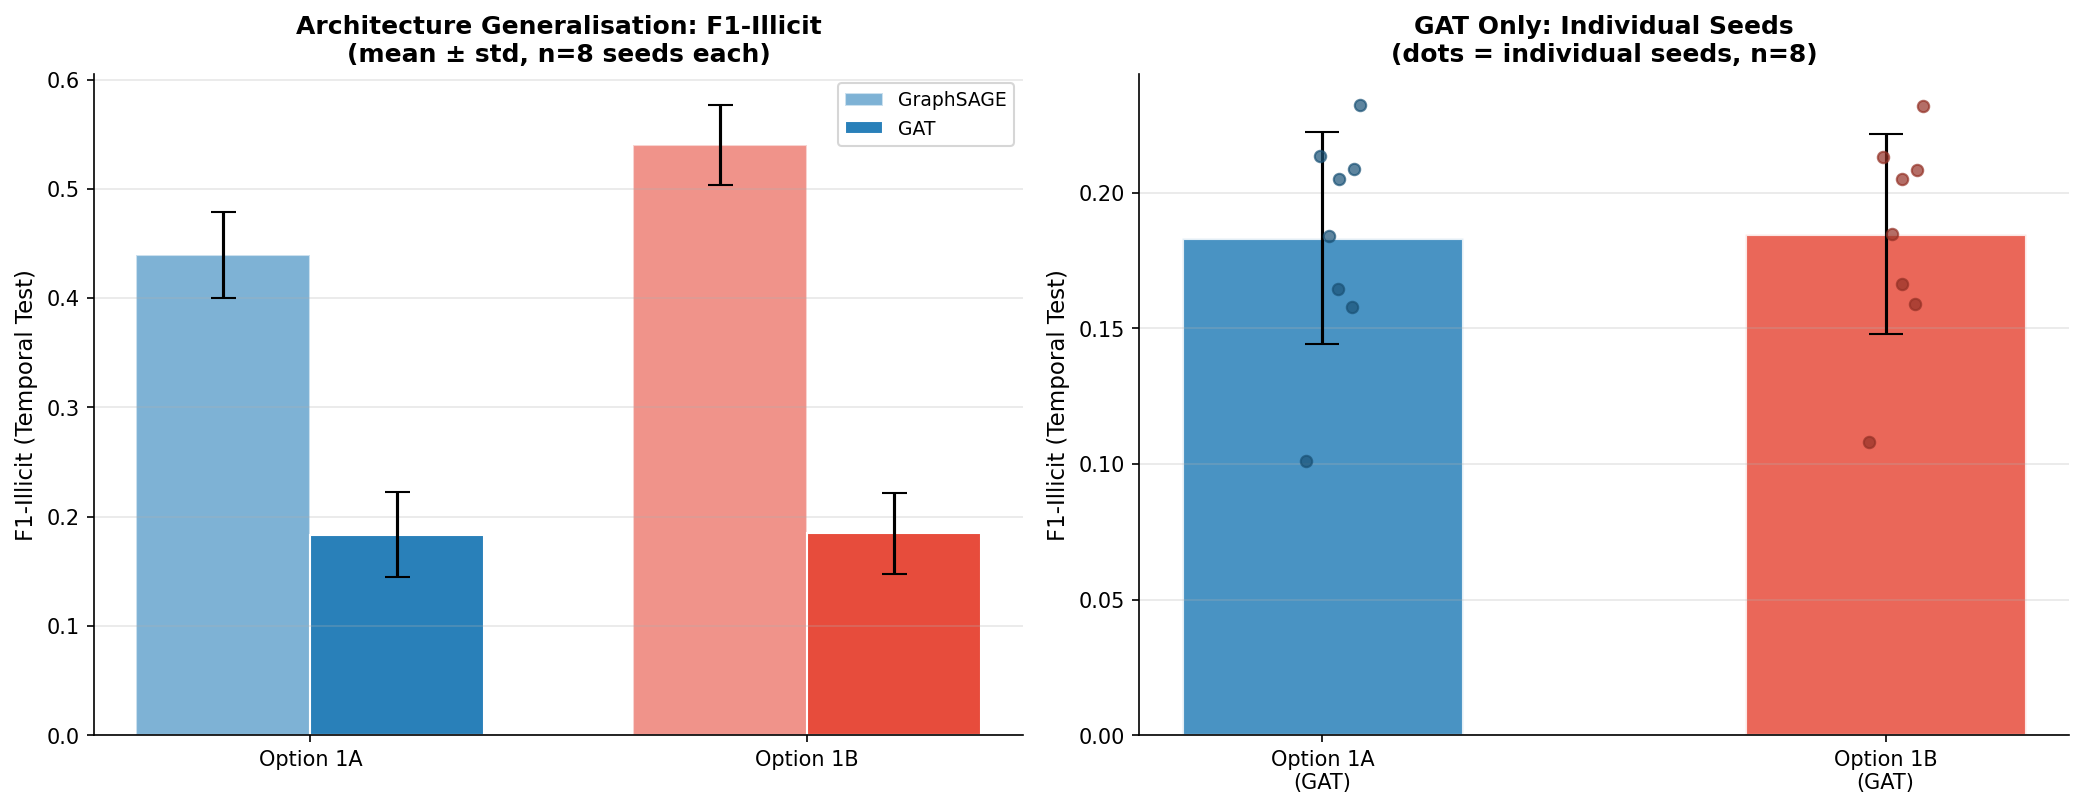 Architecture Generalisation: F1-Illicit
(mean ± std, n=8 seeds each)
F1-Illicit (Temporal Test)
0.6
0.5
0.4
0.3
0.2
0.1
0.0
GraphSAGE
GAT
Option 1A
Option 1B
GAT Only: Individual Seeds
(dots = individual seeds, n=8)
F1-Illicit (Temporal Test)
0.20
0.15
0.10
0.05
0.00
Option 1A
(GAT)
Option 1B
(GAT)